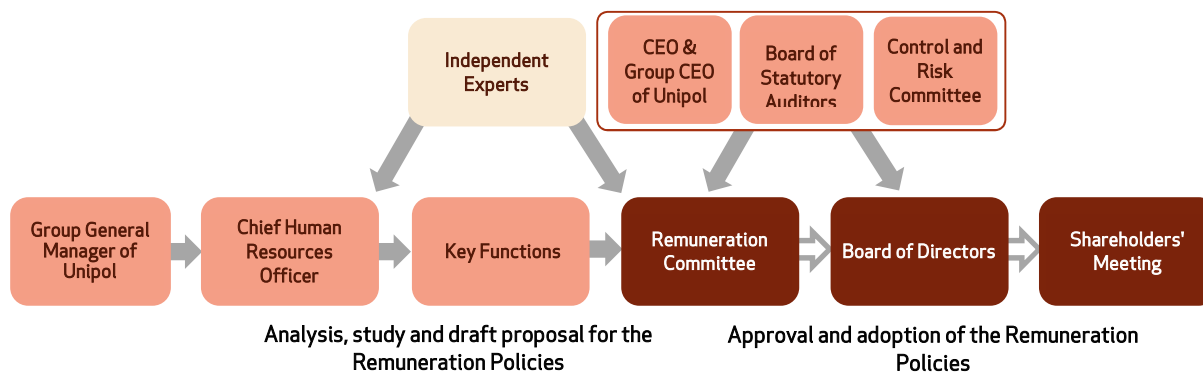 Independent
Experts
CEO &
Group CEO
of Unipol
Board of
Statutory
Auditors
Control and
Risk
Committee
Group General
Manager of
Unipol
Chief Human
Resources
Officer
Key Functions
Remuneration
Committee
Board of Directors
Shareholders'
Meeting
Analysis, study and draft proposal for the
Remuneration Policies
Approval and adoption of the Remuneration
Policies